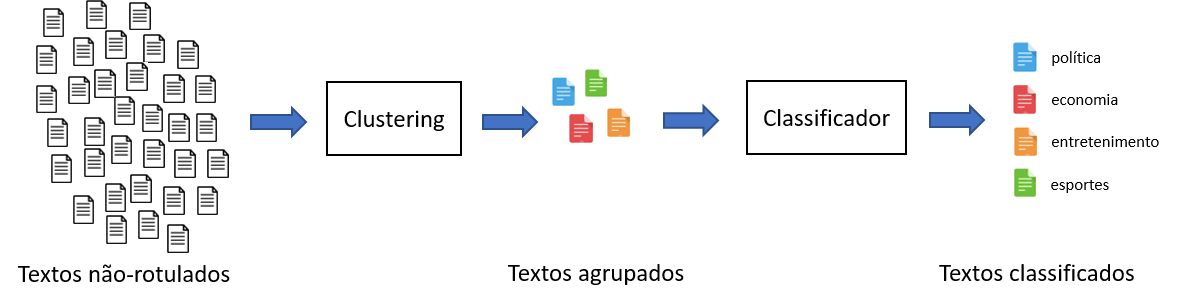 Clustering
Classificador
política
economia
entretenimento
esportes
Textos não-rotulados
Textos agrupados
Textos classificados